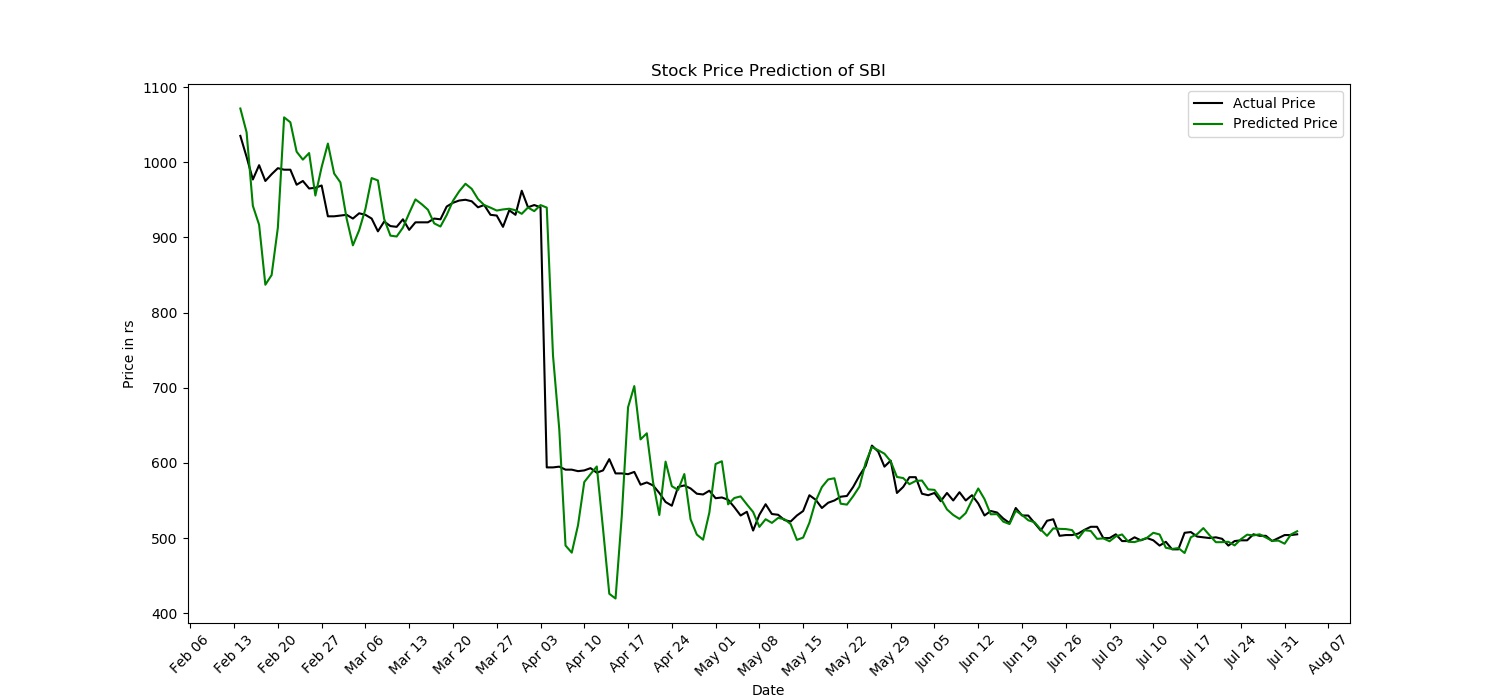 Stock Price Prediction of SBI
Actual Price
Predicted Price
Price in rs
1100
1000
900
800
700
600
500
400
Feb 06
Feb 13
Feb 20
Feb 27
Mar 06
Mar 13
Mar 20
Mar 27
Apr 03
Apr 10
Apr 17
Apr 24
May 01
May 08
May 15
May 22
May 29
Jun 05
Jun 12
Jun 19
Jun 26
Jul 03
Jul 10
Jul 17
Jul 24
Jul 31
Aug 07
Date